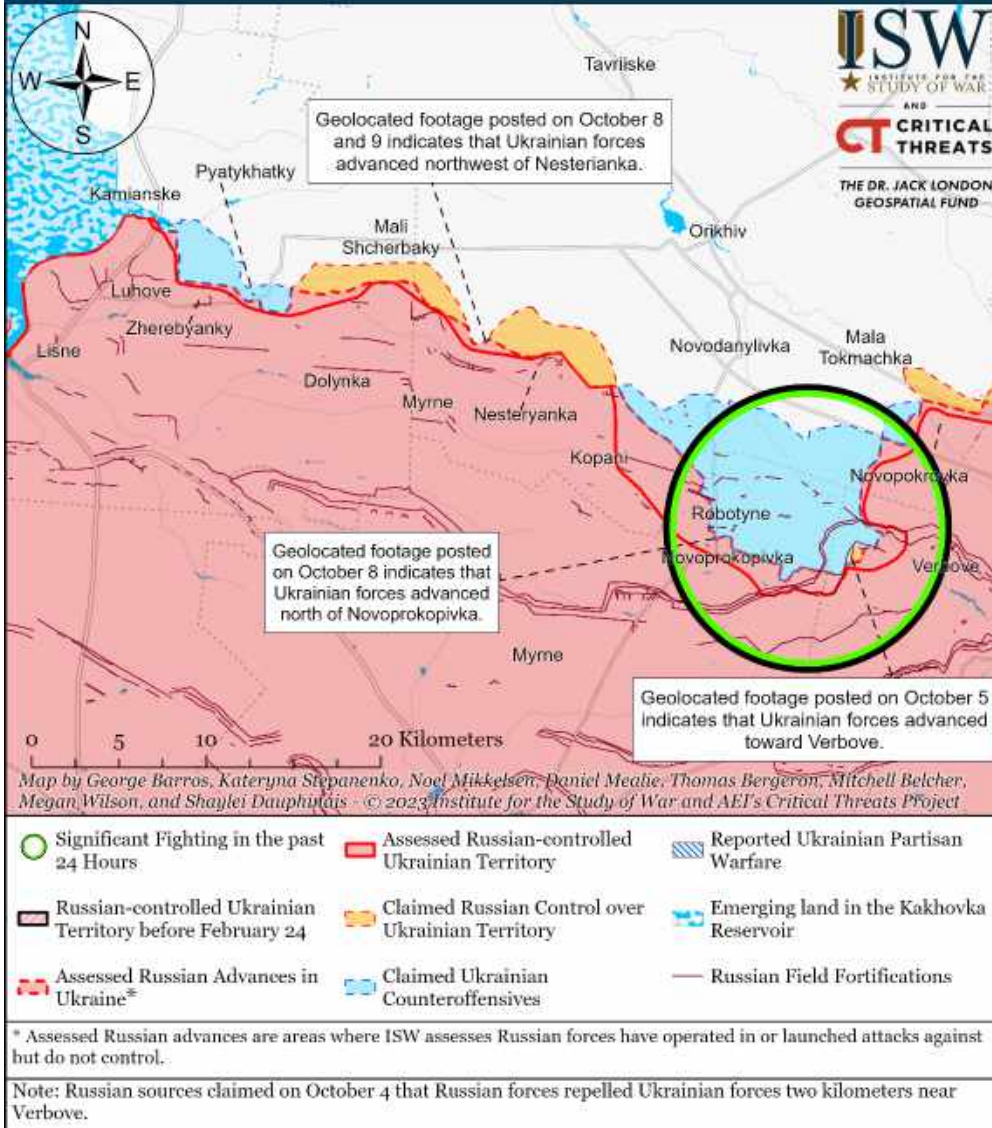 N
W E
S
ISW
INSTITUTE FOR THE
STUDY OF WAR
AND
CT CRITICAL
THREATS
THE DR. JACK LONDON
GEOSPATIAL FUND
Tavriiske
Geolocated footage posted on October 8
and 9 indicates that Ukrainian forces
advanced northwest of Nesterianka.
Pyatykhatky
Kamianske
Mali
Shcherbaky
Orikhiv
Luhove
Zherebyanky
Lišne
Novodanylivka
Mala
Tokmachka
Dolynka
Myrne
Nesteryanka
Kopani
Novopokrovka
Robotyne
Novoprokopivka
Verbove
Geolocated footage posted
on October 8 indicates that
Ukrainian forces advanced
north of Novoprokopivka.
Myrne
Geolocated footage posted on October 5
indicates that Ukrainian forces advanced
toward Verbove.
0 5 10 20 Kilometers
Map by George Barros, Kateryna Stepanenko, Noel Mikkelsen, Daniel Mealie, Thomas Bergeron, Mitchell Belcher,
Megan Wilson, and Shaylei Dauphinais - © 2023 Institute for the Study of War and AEI's Critical Threats Project
Significant Fighting in the past
24 Hours
Assessed Russian-controlled
Ukrainian Territory
Reported Ukrainian Partisan
Warfare
Russian-controlled Ukrainian
Territory before February 24
Claimed Russian Control over
Ukrainian Territory
Emerging land in the Kakhovka
Reservoir
Assessed Russian Advances in
Ukraine*
Claimed Ukrainian
Counteroffensives
Russian Field Fortifications
* Assessed Russian advances are areas where ISW assesses Russian forces have operated in or launched attacks against
but do not control.
Note: Russian sources claimed on October 4 that Russian forces repelled Ukrainian forces two kilometers near
Verbove.